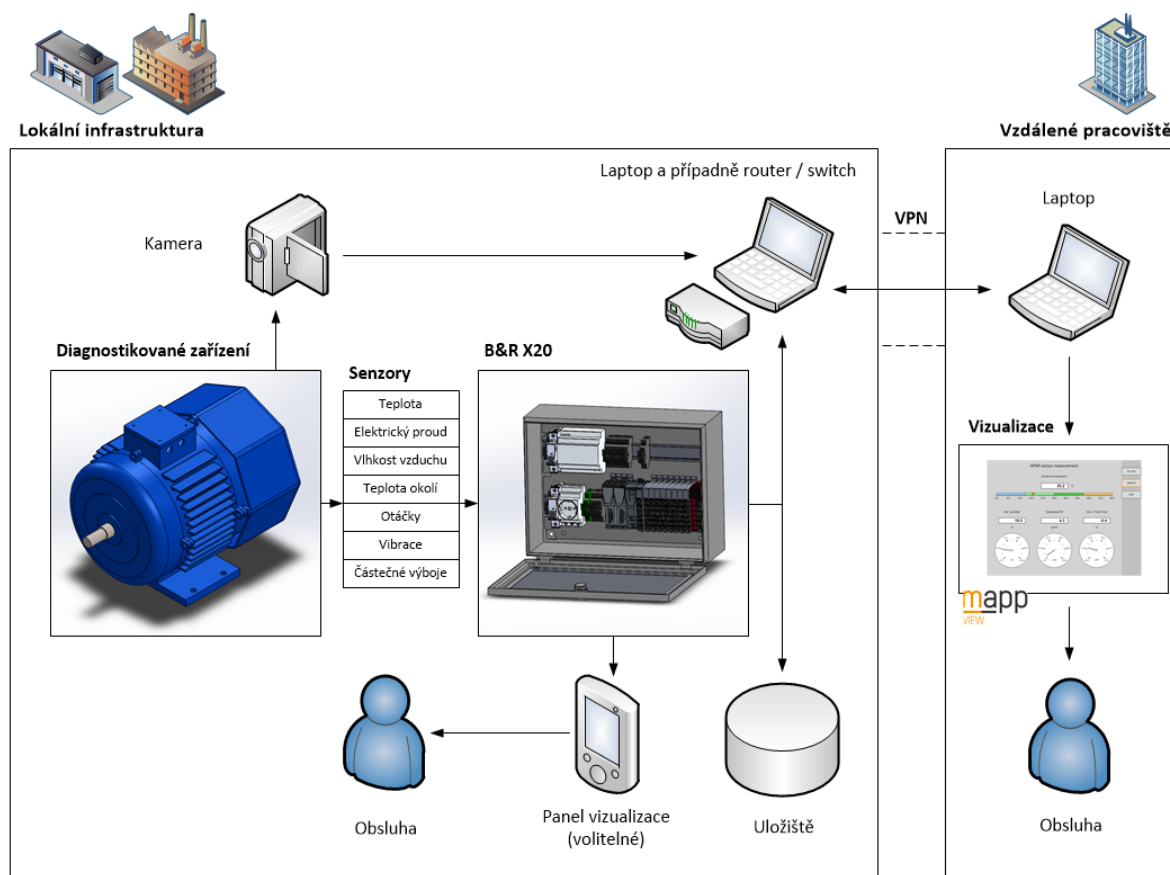 Lokální infrastruktura
Vzdálené pracoviště
Laptop a případně router / switch
Kamera
VPN
Laptop
Diagnostikované zařízení
Senzory
Teplota
Elektrický proud
Vlhkost vzduchu
Teplota okolí
Otáčky
Vibrace
Částečné výboje
B&R X20
Vizualizace
mapp
VIEW
Obsluha
Panel vizualizace
(volitelné)
Uložiště
Obsluha